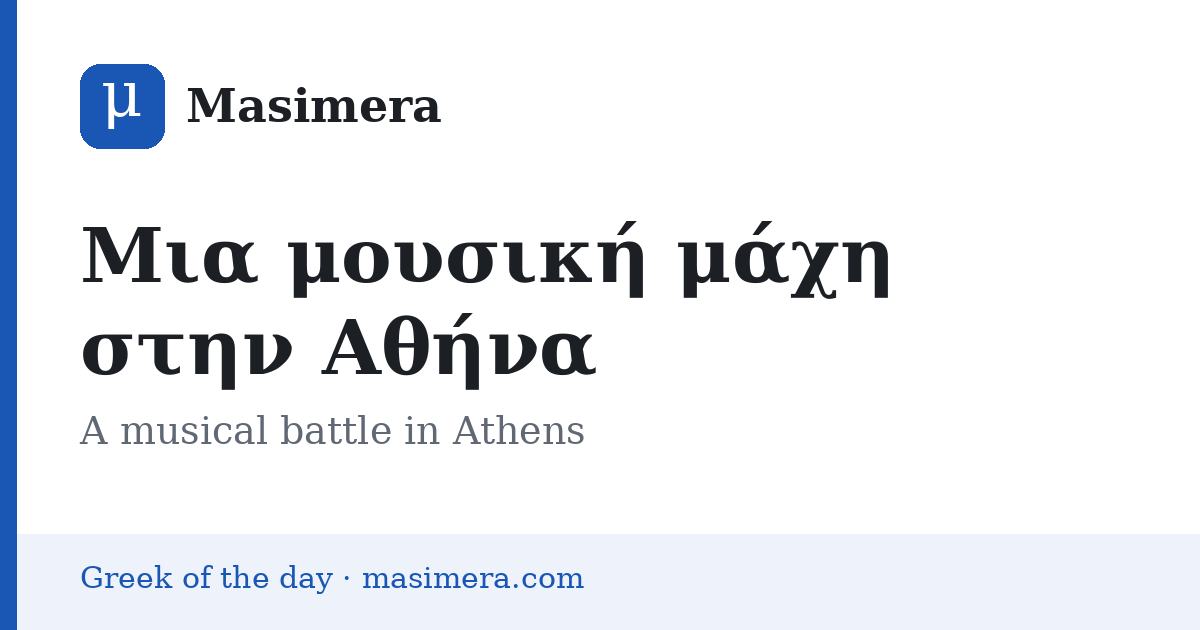 μ
Masimera
Μια μουσική μάχη
στην Αθήνα
A musical battle in Athens
Greek of the day · masimera.com